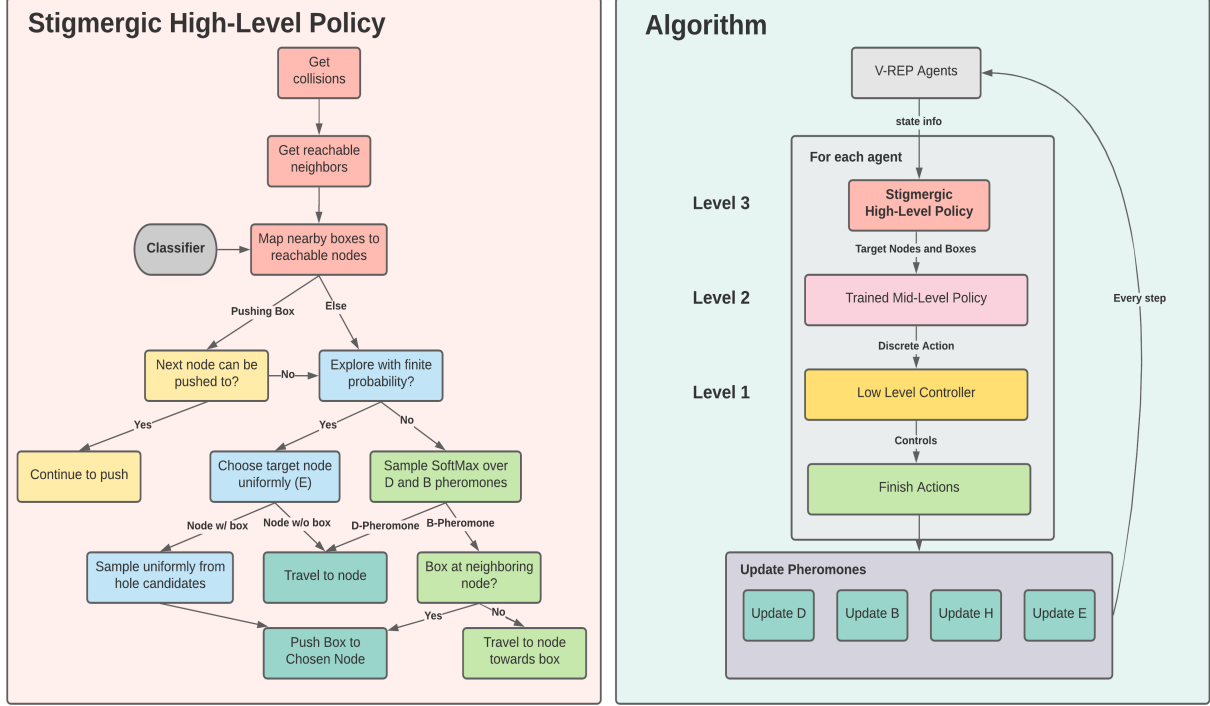 Stigmergic High-Level Policy
Get
collisions
Get reachable
neighbors
Classifier
Map nearby boxes to
reachable nodes
Pushing Box
Else
Next node can be
pushed to?
No
Explore with finite
probability?
Yes
Yes
No
Continue to push
Choose target node
uniformly (E)
Sample SoftMax over
D and B pheromones
Node w/ box
Node w/o box
D-Pheromone
B-Pheromone
Sample uniformly from
hole candidates
Travel to node
Box at neighboring
node?
Yes
No
Push Box to
Chosen Node
Travel to node
towards box
Algorithm
V-REP Agents
state info
For each agent
Level 3
Stigmergic
High-Level Policy
Target Nodes and Boxes
Level 2
Trained Mid-Level Policy
Every step
Discrete Action
Level 1
Low Level Controller
Controls
Finish Actions
Update Pheromones
Update D
Update B
Update H
Update E